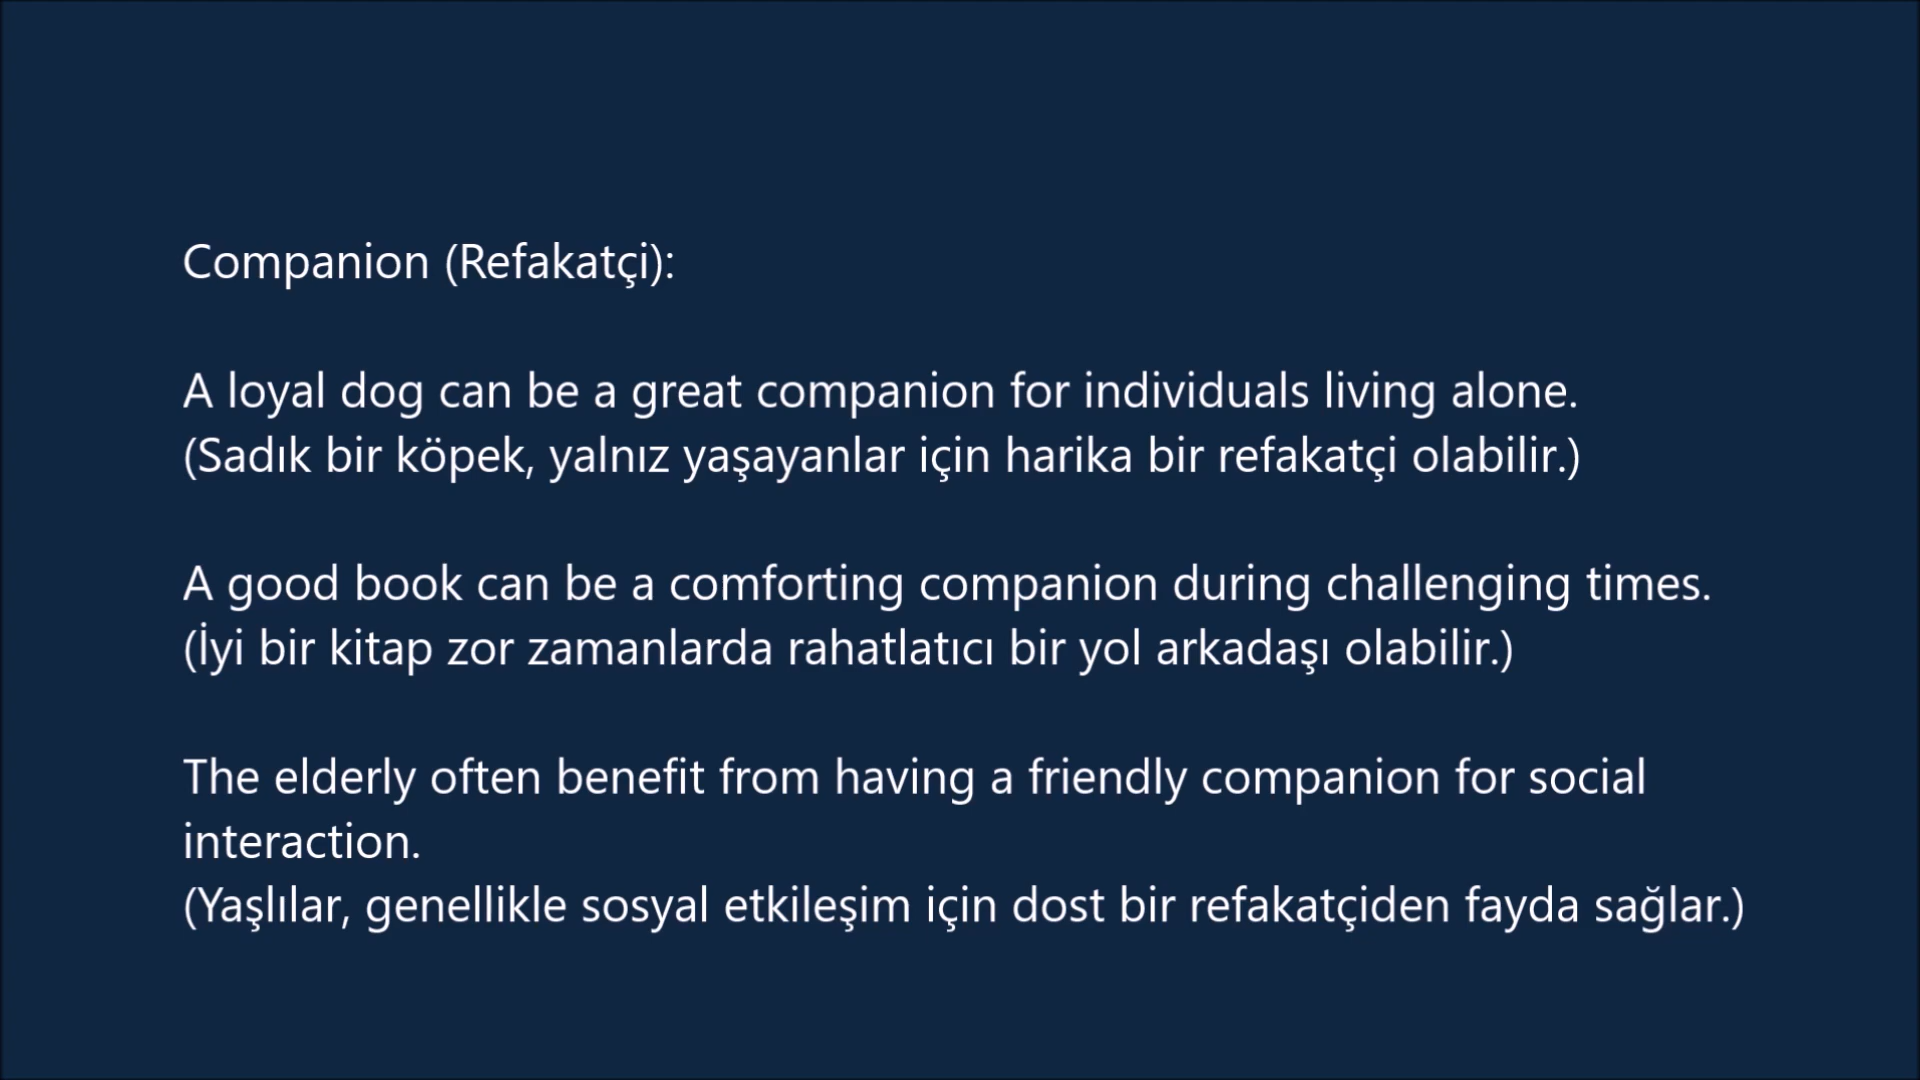 Companion (Refakatçi):
A loyal dog can be a great companion for individuals living alone.
(Sadık bir köpek, yalnız yaşayanlar için harika bir refakatçi olabilir.)
A good book can be a comforting companion during challenging times.
(İyi bir kitap zor zamanlarda rahatlatıcı bir yol arkadaşı olabilir.)
The elderly often benefit from having a friendly companion for social
interaction.
(Yaşlılar, genellikle sosyal etkileşim için dost bir refakatçiden fayda sağlar.)